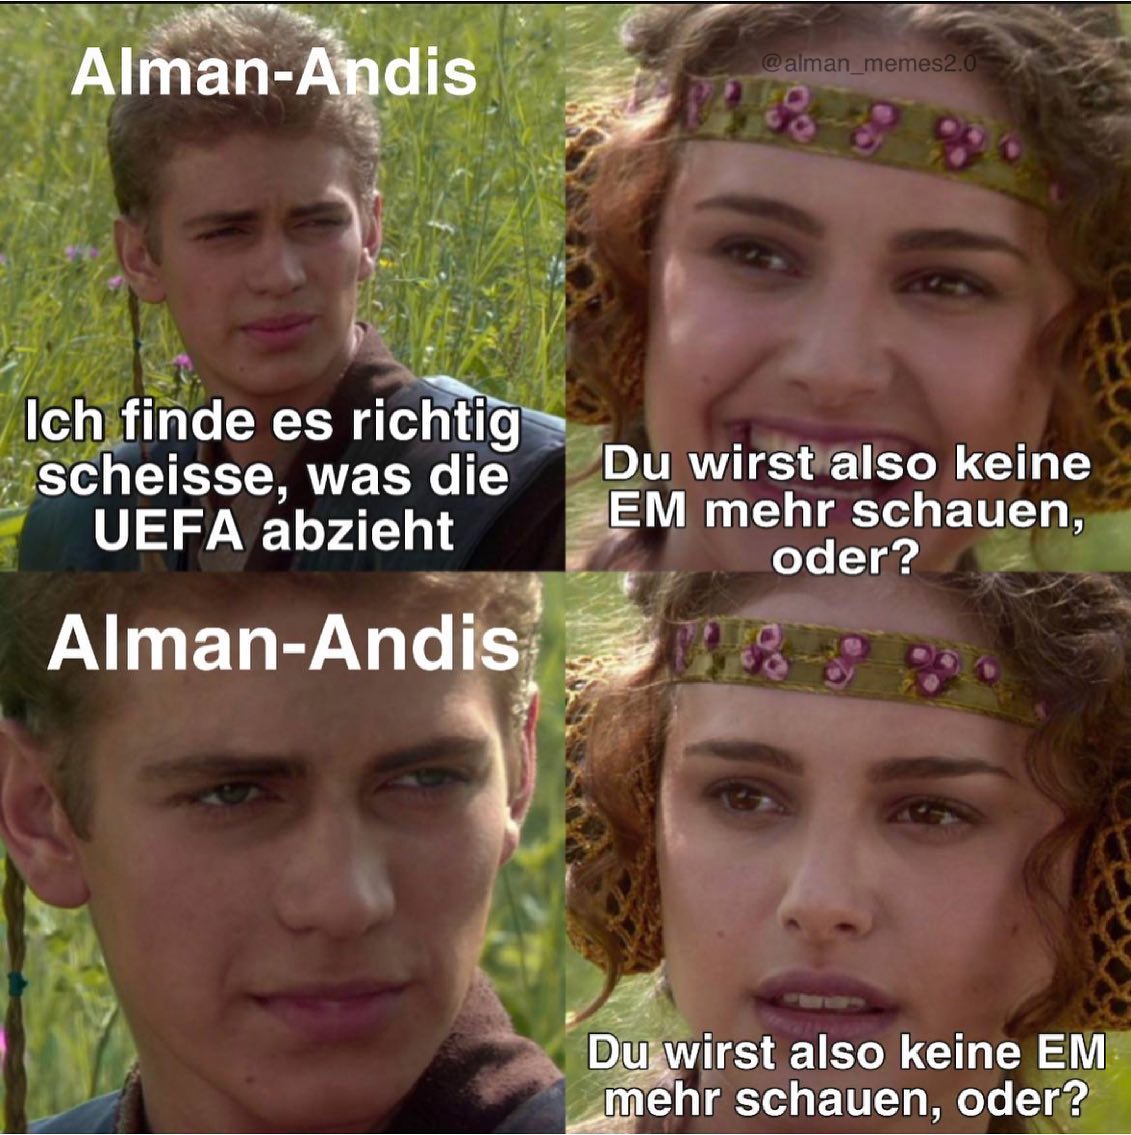 Alman-Andis
Ich finde es richtig
scheisse, was die
UEFA abzieht
@alman_memes2.0
Du wirst also keine
EM mehr schauen,
oder?
Alman-Andis
Du wirst also keine EM
mehr schauen, oder?